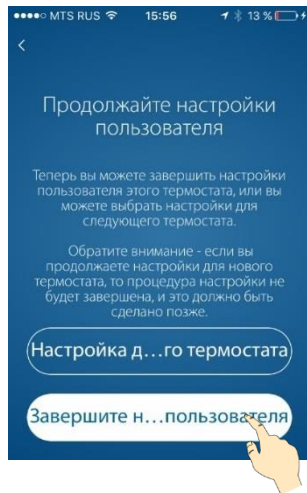 MTS RUS 15:56 13 %
Продолжайте настройки
пользователя
Теперь вы можете завершить настройки
пользователя этого термостата, или вы
можете выбрать настройки для
следующего термостата.
Обратите внимание - если вы
продолжаете настройки для нового
термостата, то процедура настройки не
будет завершена, и это должно быть
сделано позже.
Настройка д...го термостата
Завершите н...пользователя